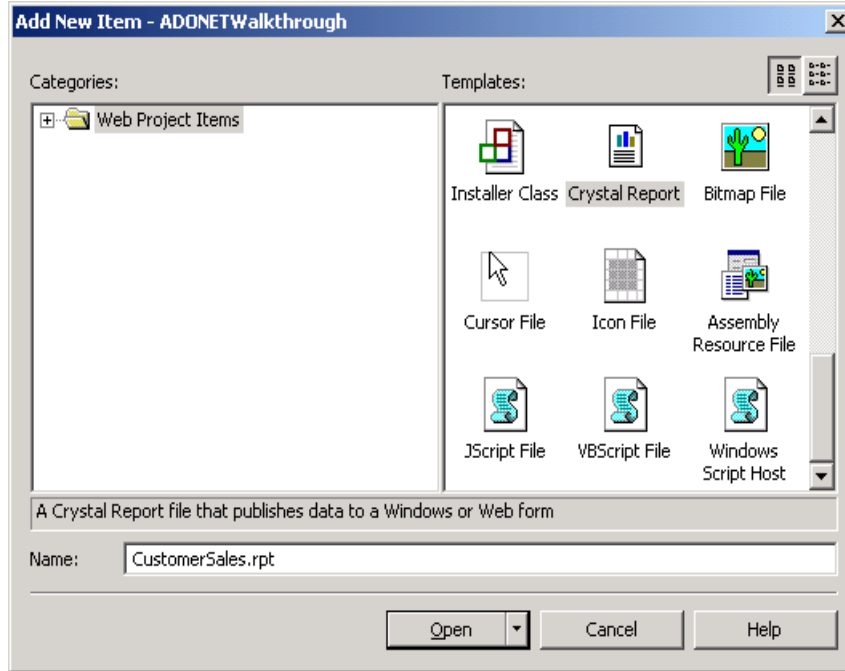 Add New Item - ADONETWalkthrough
Categories:
Templates:
Web Project Items
Installer Class
Crystal Report
Bitmap File
Cursor File
Icon File
Assembly
Resource File
JScript File
VBScript File
Windows
Script Host
A Crystal Report file that publishes data to a Windows or Web form
Name:
CustomerSales.rpt
Open
Cancel
Help